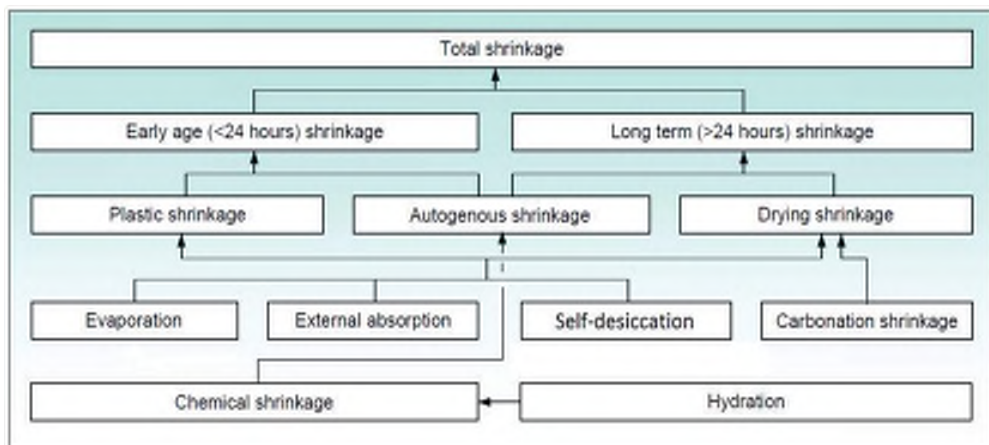 Total shrinkage
Early age (<24 hours) shrinkage
Long term (>24 hours) shrinkage
Plastic shrinkage
Autogenous shrinkage
Drying shrinkage
Evaporation
External absorption
Self-desiccation
Carbonation shrinkage
Chemical shrinkage
Hydration